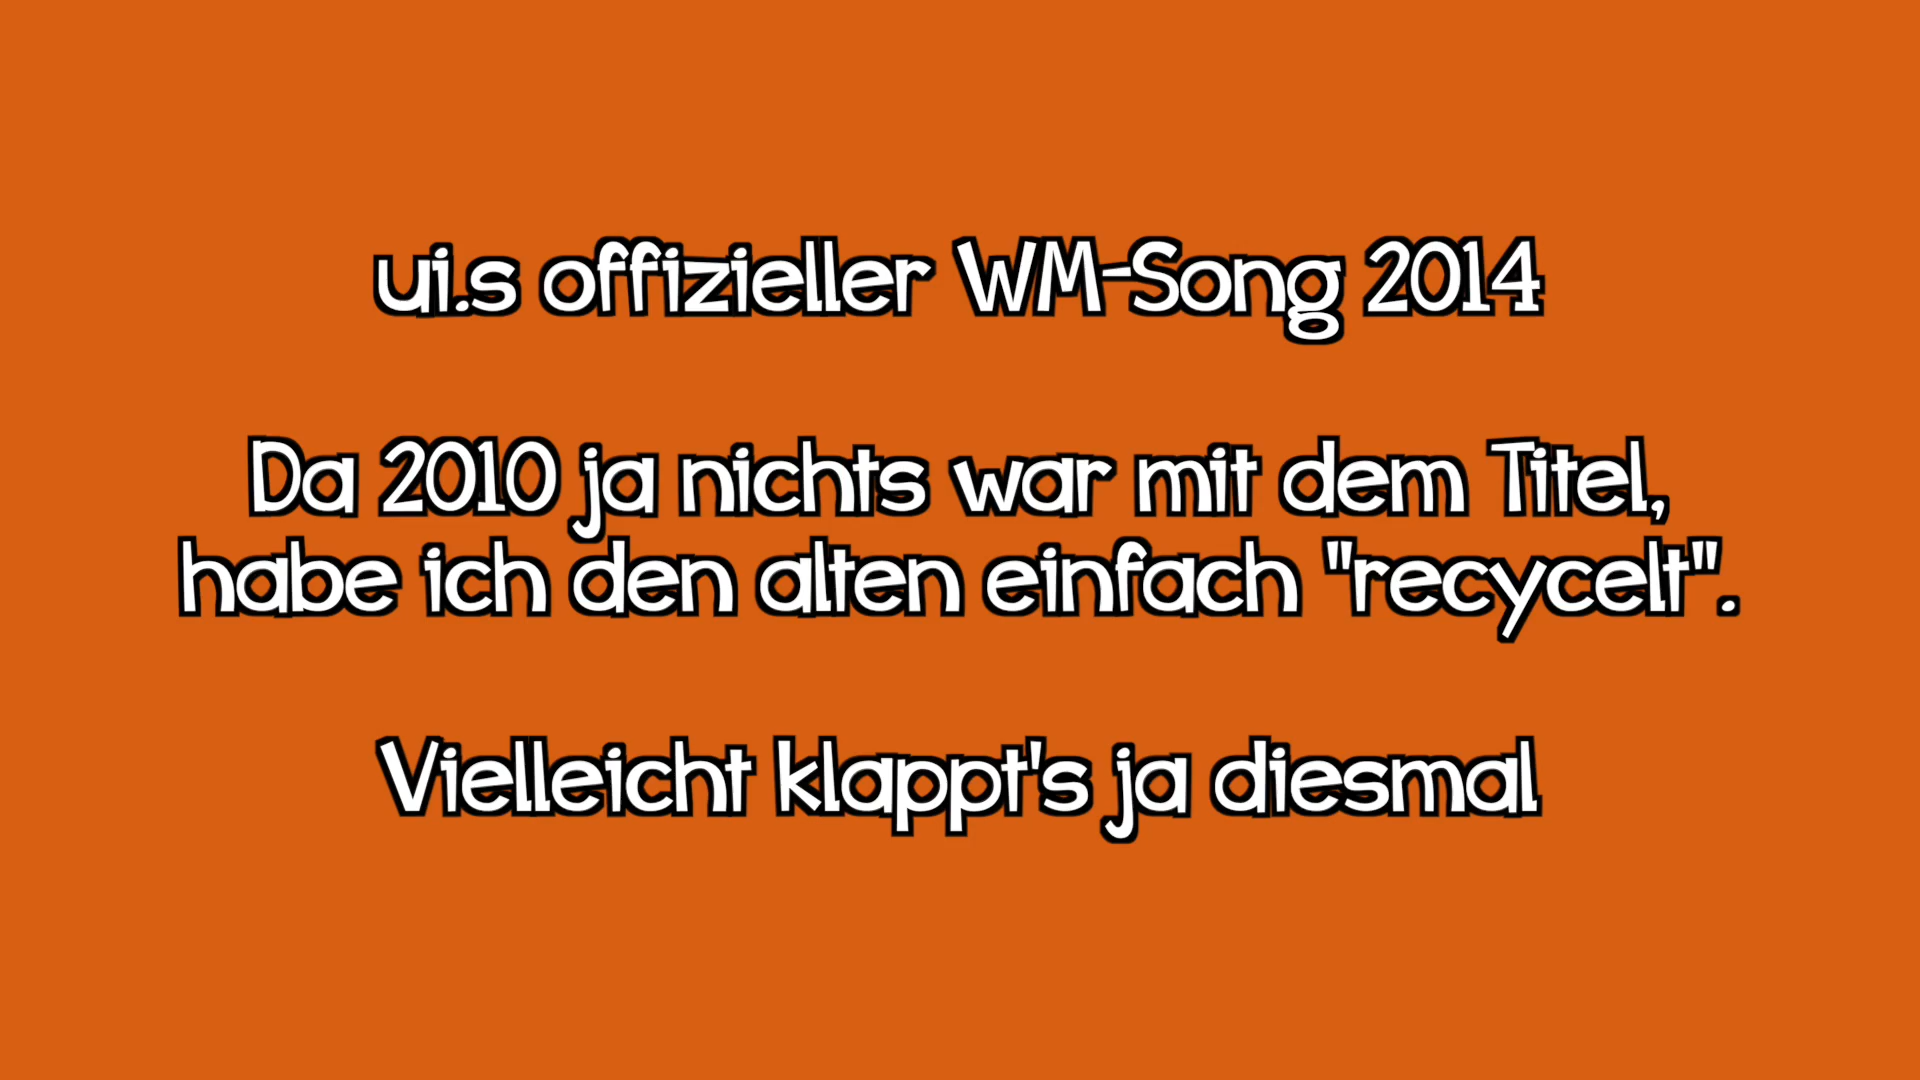 ui.s offizieller WM-Song 2014
Da 2010 ja nichts war mit dem Titel,
habe ich den alten einfach "recycelt".
Vielleicht klappt's ja diesmal